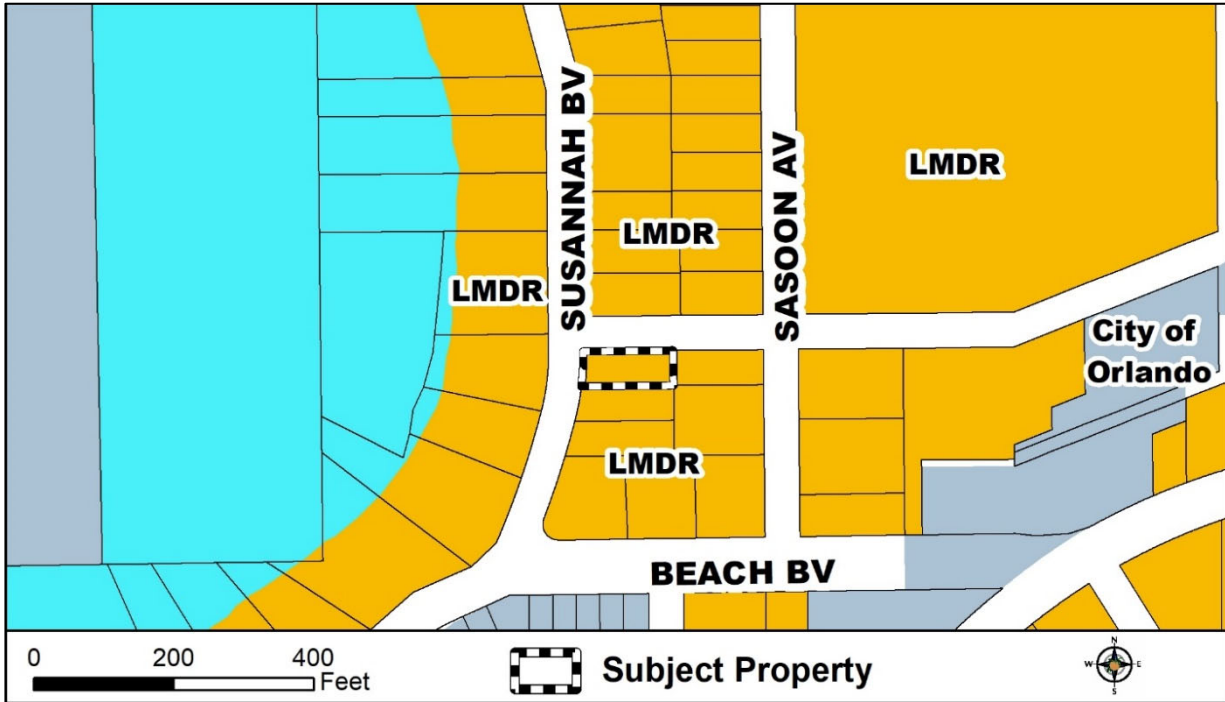 SUSANNAH BV
SASOON AV
LMDR
LMDR
LMDR
City of
Orlando
LMDR
BEACH BV
0 200 400
Feet
Subject Property
N
W E
S